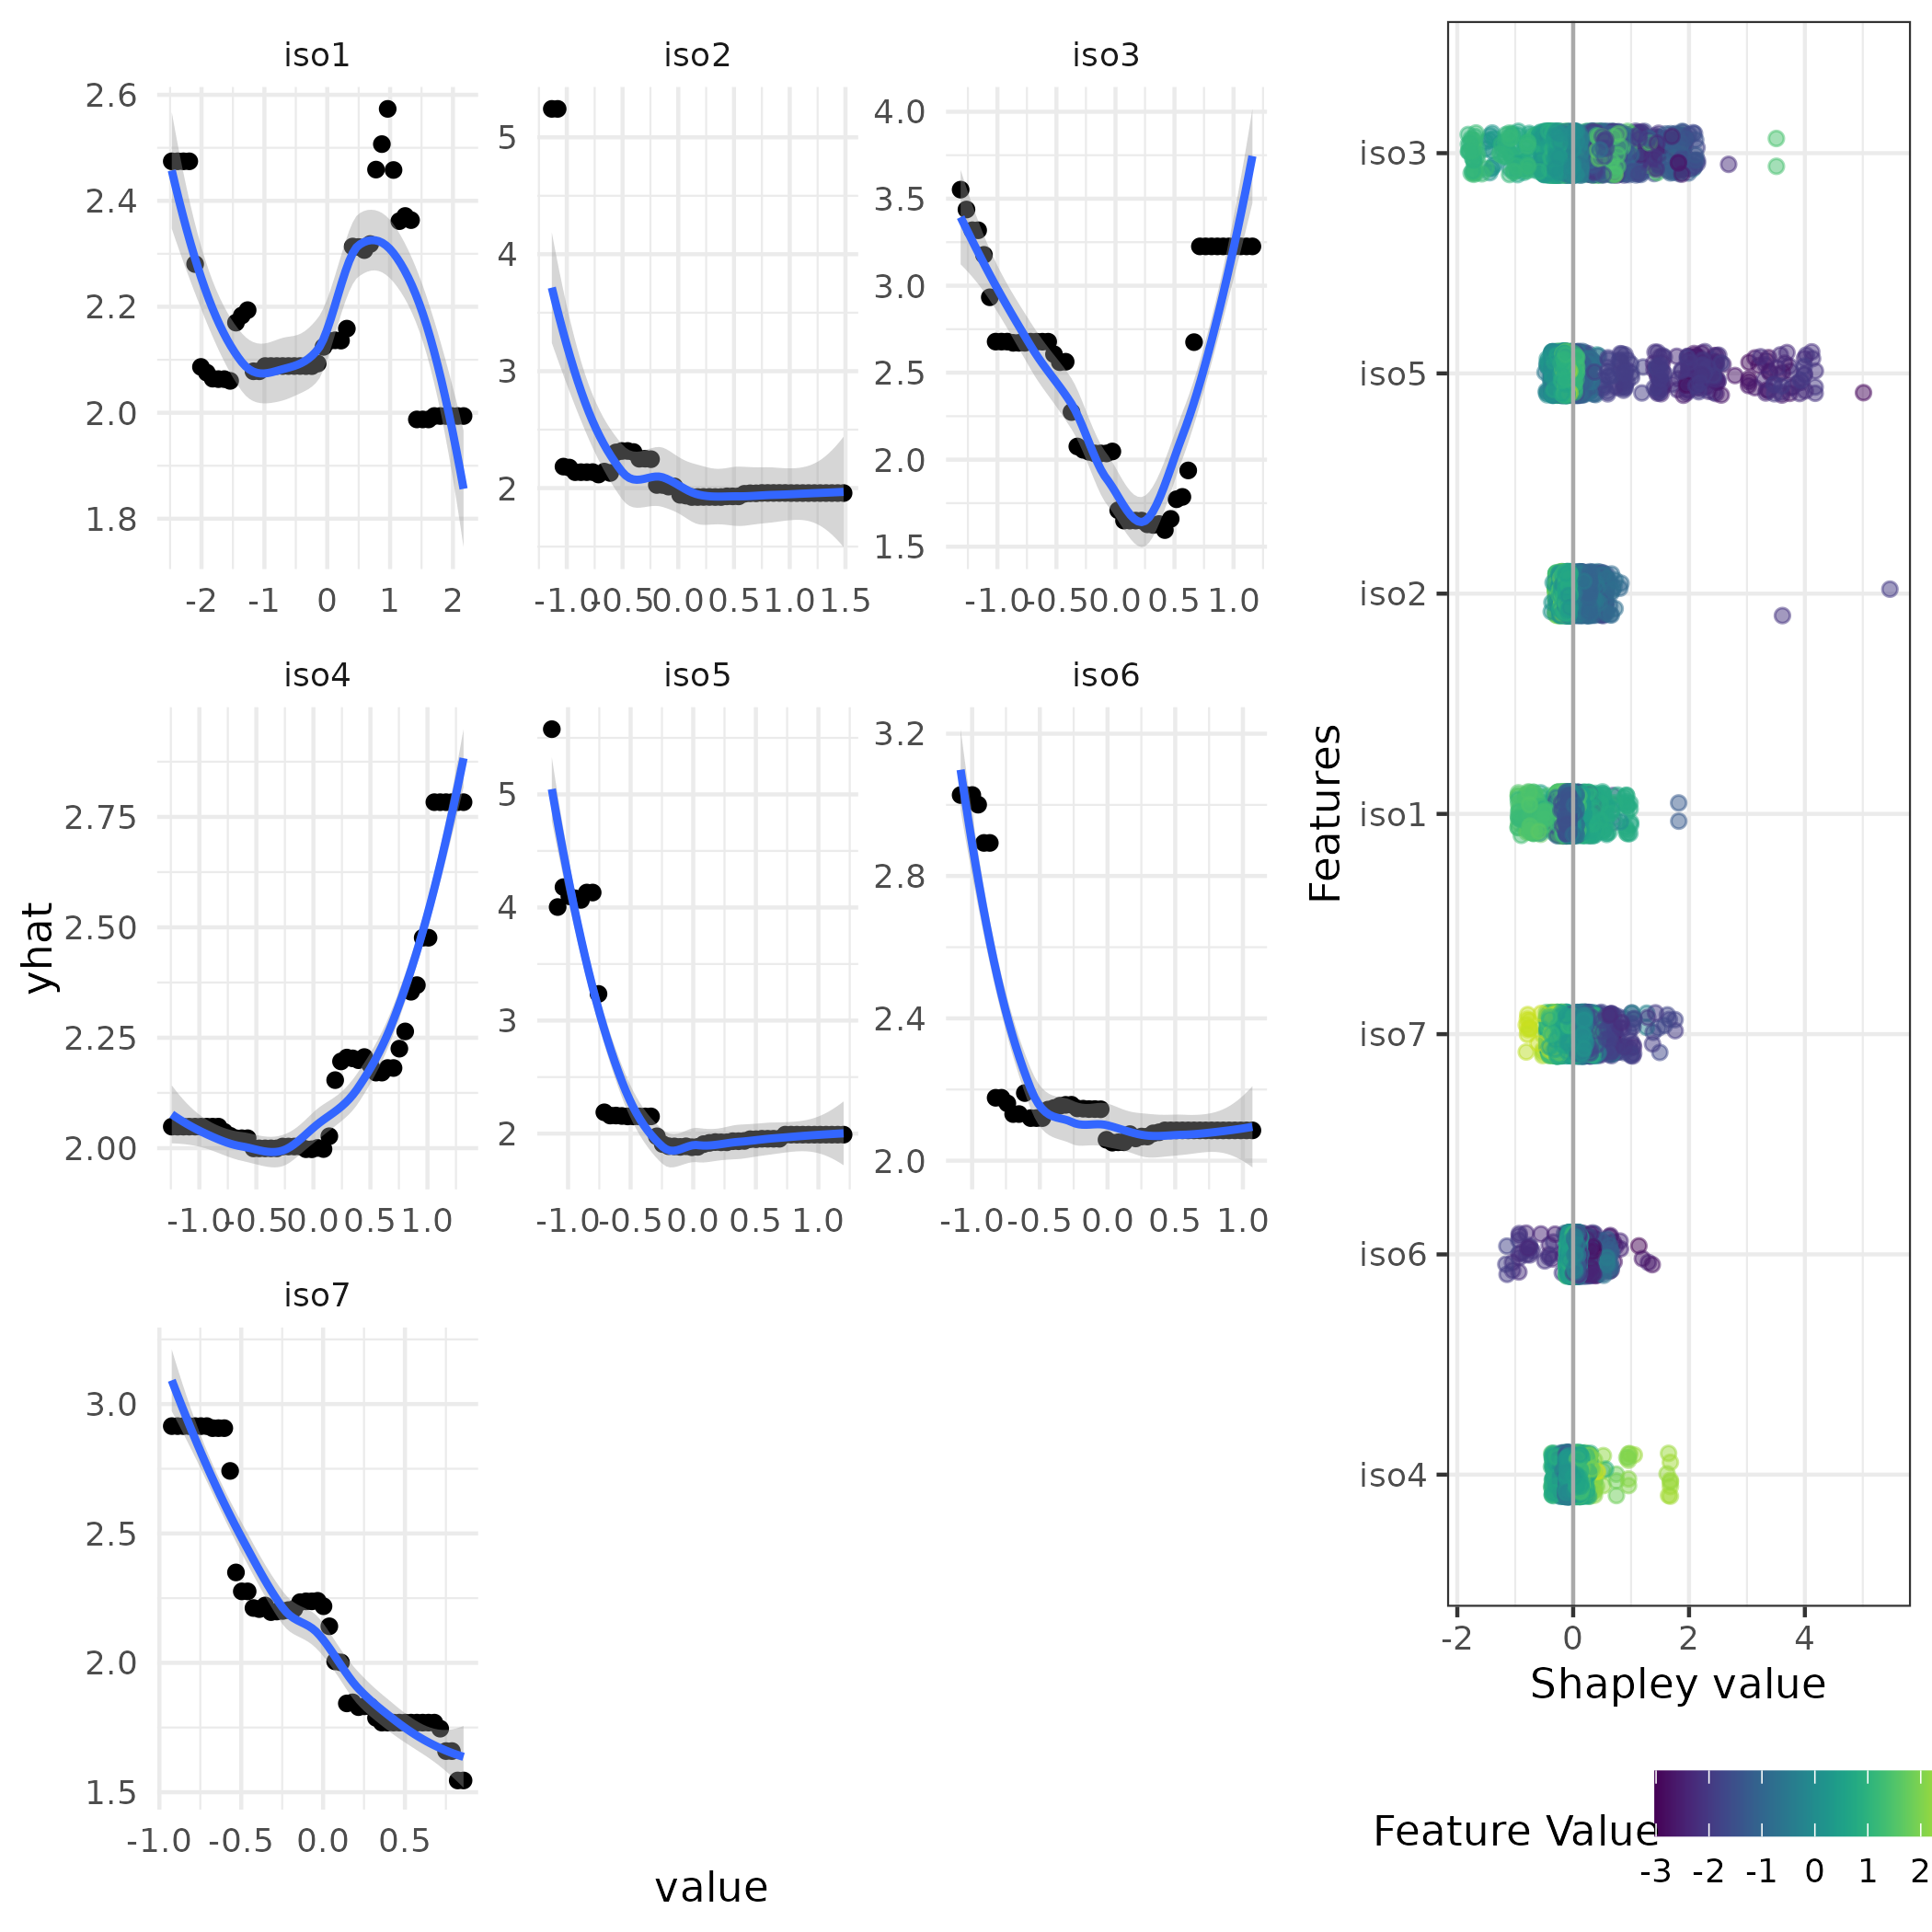 iso1
iso2
iso3
2.6
2.4
2.2
2.0
1.8
5
4
3
2
4.0
3.5
3.0
2.5
2.0
1.5
-2 -1 0 1 2
-1.0 -0.5 0.0 0.5 1.0 1.5
-1.0 -0.5 0.0 0.5 1.0
iso4
iso5
iso6
yhat
2.75
2.50
2.25
2.00
5
4
3
2
3.2
2.8
2.4
2.0
-1.0 -0.5 0.0 0.5 1.0
-1.0 -0.5 0.0 0.5 1.0
-1.0 -0.5 0.0 0.5 1.0
iso7
3.0
2.5
2.0
1.5
-1.0 -0.5 0.0 0.5
value
Features
iso3
iso5
iso2
iso1
iso7
iso6
iso4
-2 0 2 4
Shapley value
Feature Value
-3 -2 -1 0 1 2